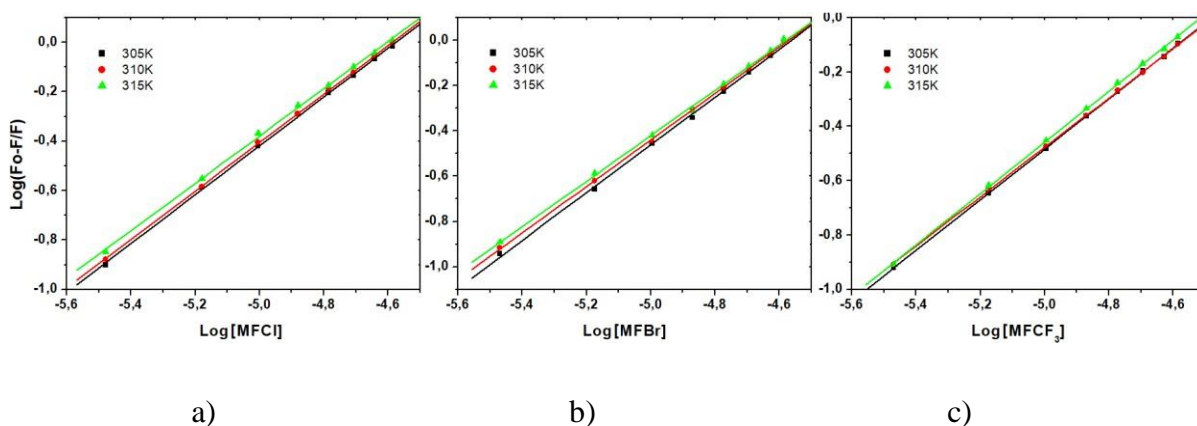 Log(Fo-F/F)
0,0
-0,2
-0,4
-0,6
-0,8
-1,0
305K
310K
315K
-5,6 -5,2 -5,0 -4,8 -4,6
Log[MFCl]
a)
0,0
-0,2
-0,4
-0,6
-0,8
-1,0
305K
310K
315K
-5,6 -5,4 -5,2 -5,0 -4,8 -4,6
Log[MFBr]
b)
0,0
-0,2
-0,4
-0,6
-0,8
-1,0
305K
310K
315K
-5,6 -5,4 -5,2 -5,0 -4,8 -4,6
Log[MFCF₃]
c)